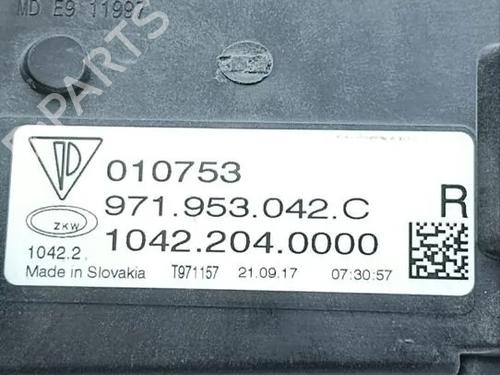 MD E9 11997
B-PARTS
010753
971.953.042.C
R
ZKW
1042.204.0000
1042.2
Made in Slovakia T971157 21.09.17 07:30:57